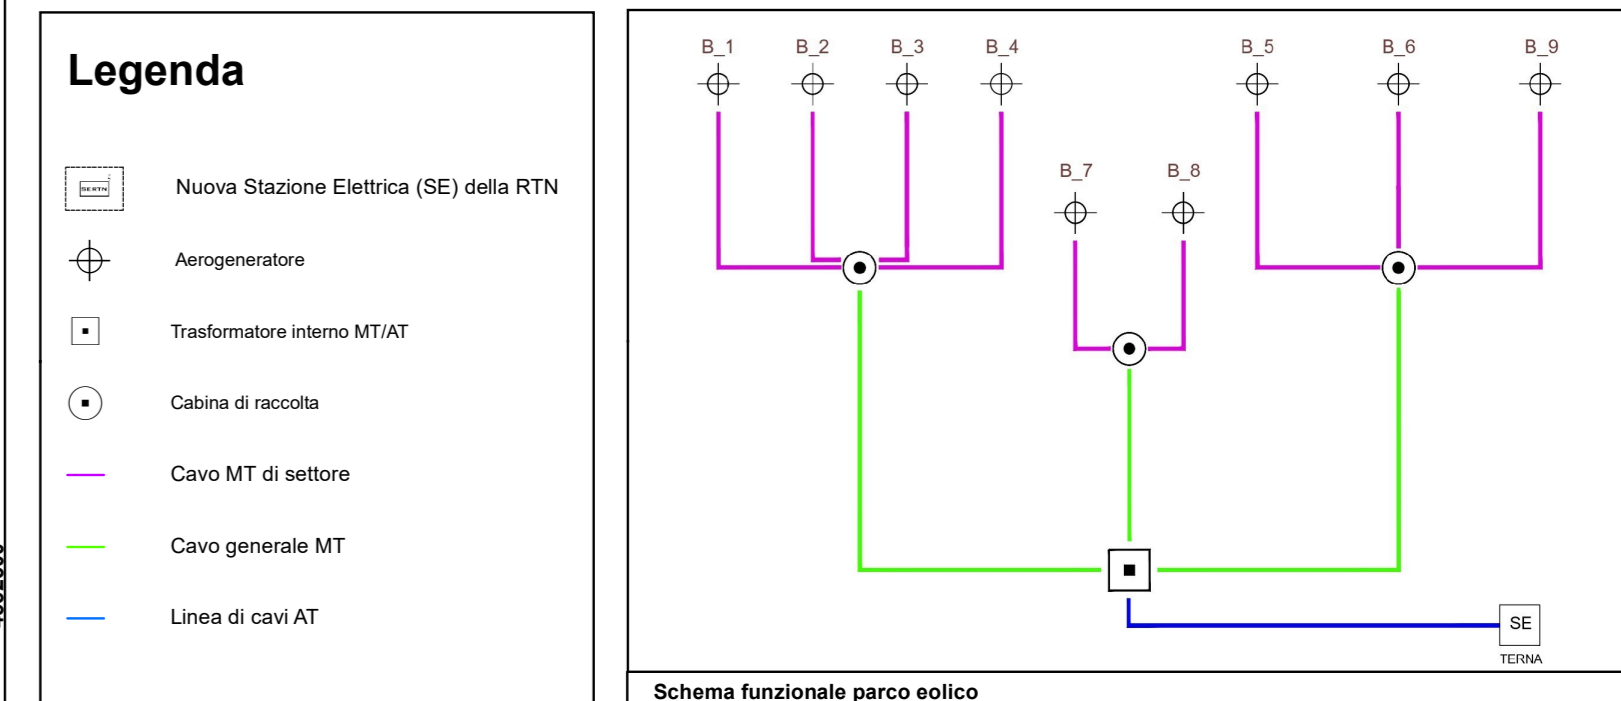 Legenda
SERTN
Nuova Stazione Elettrica (SE) della RTN
Aerogeneratore
Trasformatore interno MT/AT
Cabina di raccolta
Cavo MT di settore
Cavo generale MT
Linea di cavi AT
B_1 B_2 B_3 B_4 B_5 B_6 B_9
B_7 B_8
SE
TERNA
Schema funzionale parco eolico